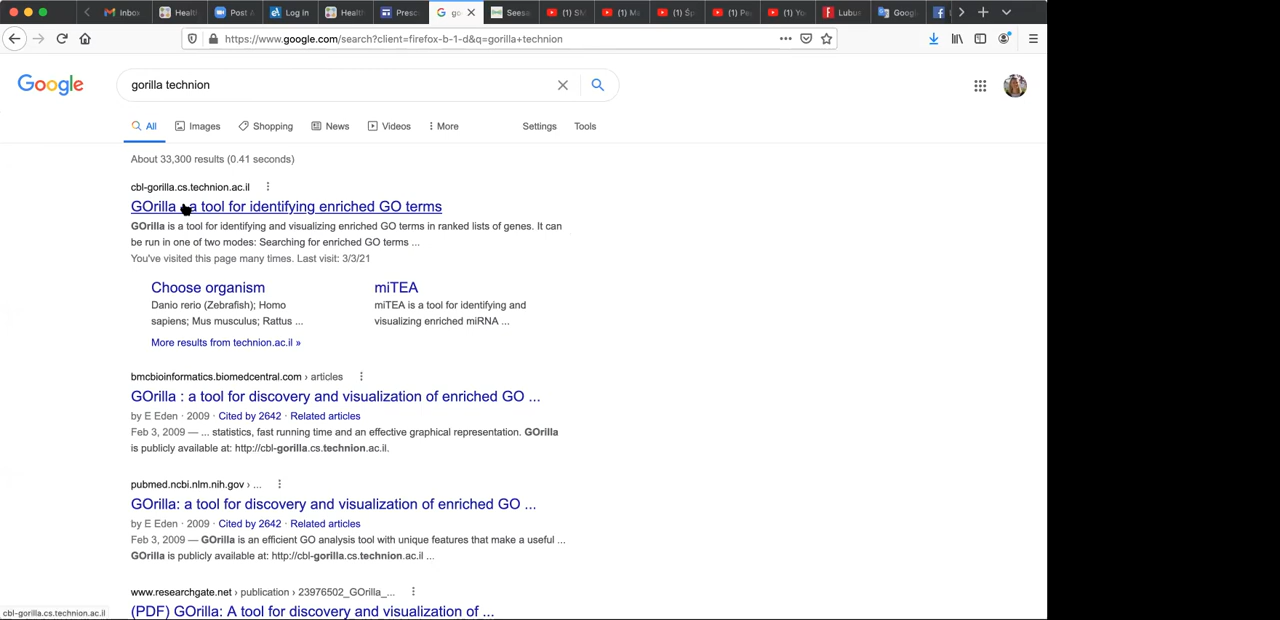 Inbox
Healt
Post A
Log in
Healt
Presc
go
Seesa
(1) SM
(1) Ma
(1) Śp
(1) Pe
(1) Yo
Lubur
Googl
https://www.google.com/search?client=firefox-b-1-d&q=gorilla+technion
Google
gorilla technion
All
Images
Shopping
News
Videos
More
Settings
Tools
About 33,300 results (0.41 seconds)
cbl-gorilla.cs.technion.ac.il
GOrilla - a tool for identifying enriched GO terms
GOrilla is a tool for identifying and visualizing enriched GO terms in ranked lists of genes. It can
be run in one of two modes: Searching for enriched GO terms ...
You've visited this page many times. Last visit: 3/3/21
Choose organism
Danio rerio (Zebrafish); Homo
sapiens; Mus musculus; Rattus ...
miTEA
miTEA is a tool for identifying and
visualizing enriched miRNA ...
More results from technion.ac.il »
bmcbioinformatics.biomedcentral.com › articles
GOrilla : a tool for discovery and visualization of enriched GO ...
by E Eden · 2009 · Cited by 2642 · Related articles
Feb 3, 2009 — ... statistics, fast running time and an effective graphical representation. GOrilla
is publicly available at: http://cbl-gorilla.cs.technion.ac.il.
pubmed.ncbi.nlm.nih.gov › ...
GOrilla: a tool for discovery and visualization of enriched GO ...
by E Eden · 2009 · Cited by 2642 · Related articles
Feb 3, 2009 — GOrilla is an efficient GO analysis tool with unique features that make a useful ...
GOrilla is publicly available at: http://cbl-gorilla.cs.technion.ac.il ...
www.researchgate.net › publication › 23976502_GOrilla_...
(PDF) GOrilla: A tool for discovery and visualization of ...
cbl-gorilla.cs.technion.ac.il